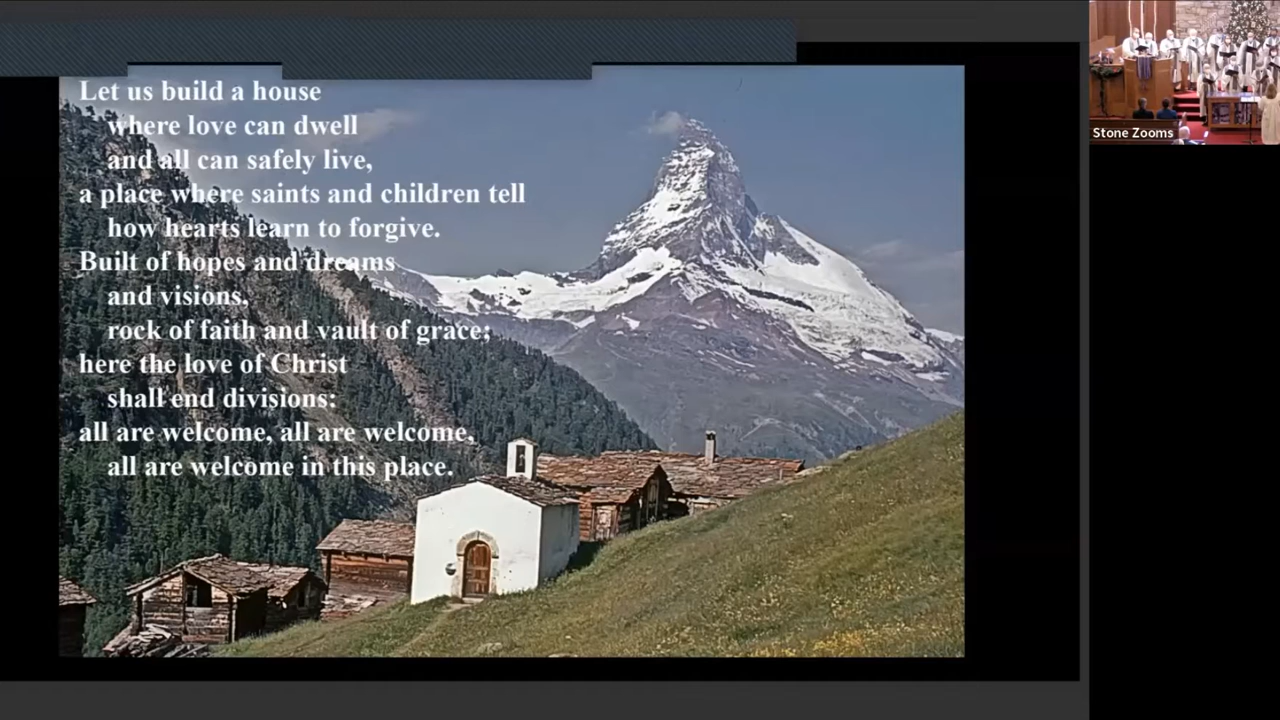 Let us build a house
where love can dwell
and all can safely live,
a place where saints and children tell
how hearts learn to forgive.
Built of hopes and dreams
and visions,
rock of faith and vault of grace;
here the love of Christ
shall end divisions:
all are welcome, all are welcome,
all are welcome in this place.
Stone Zooms